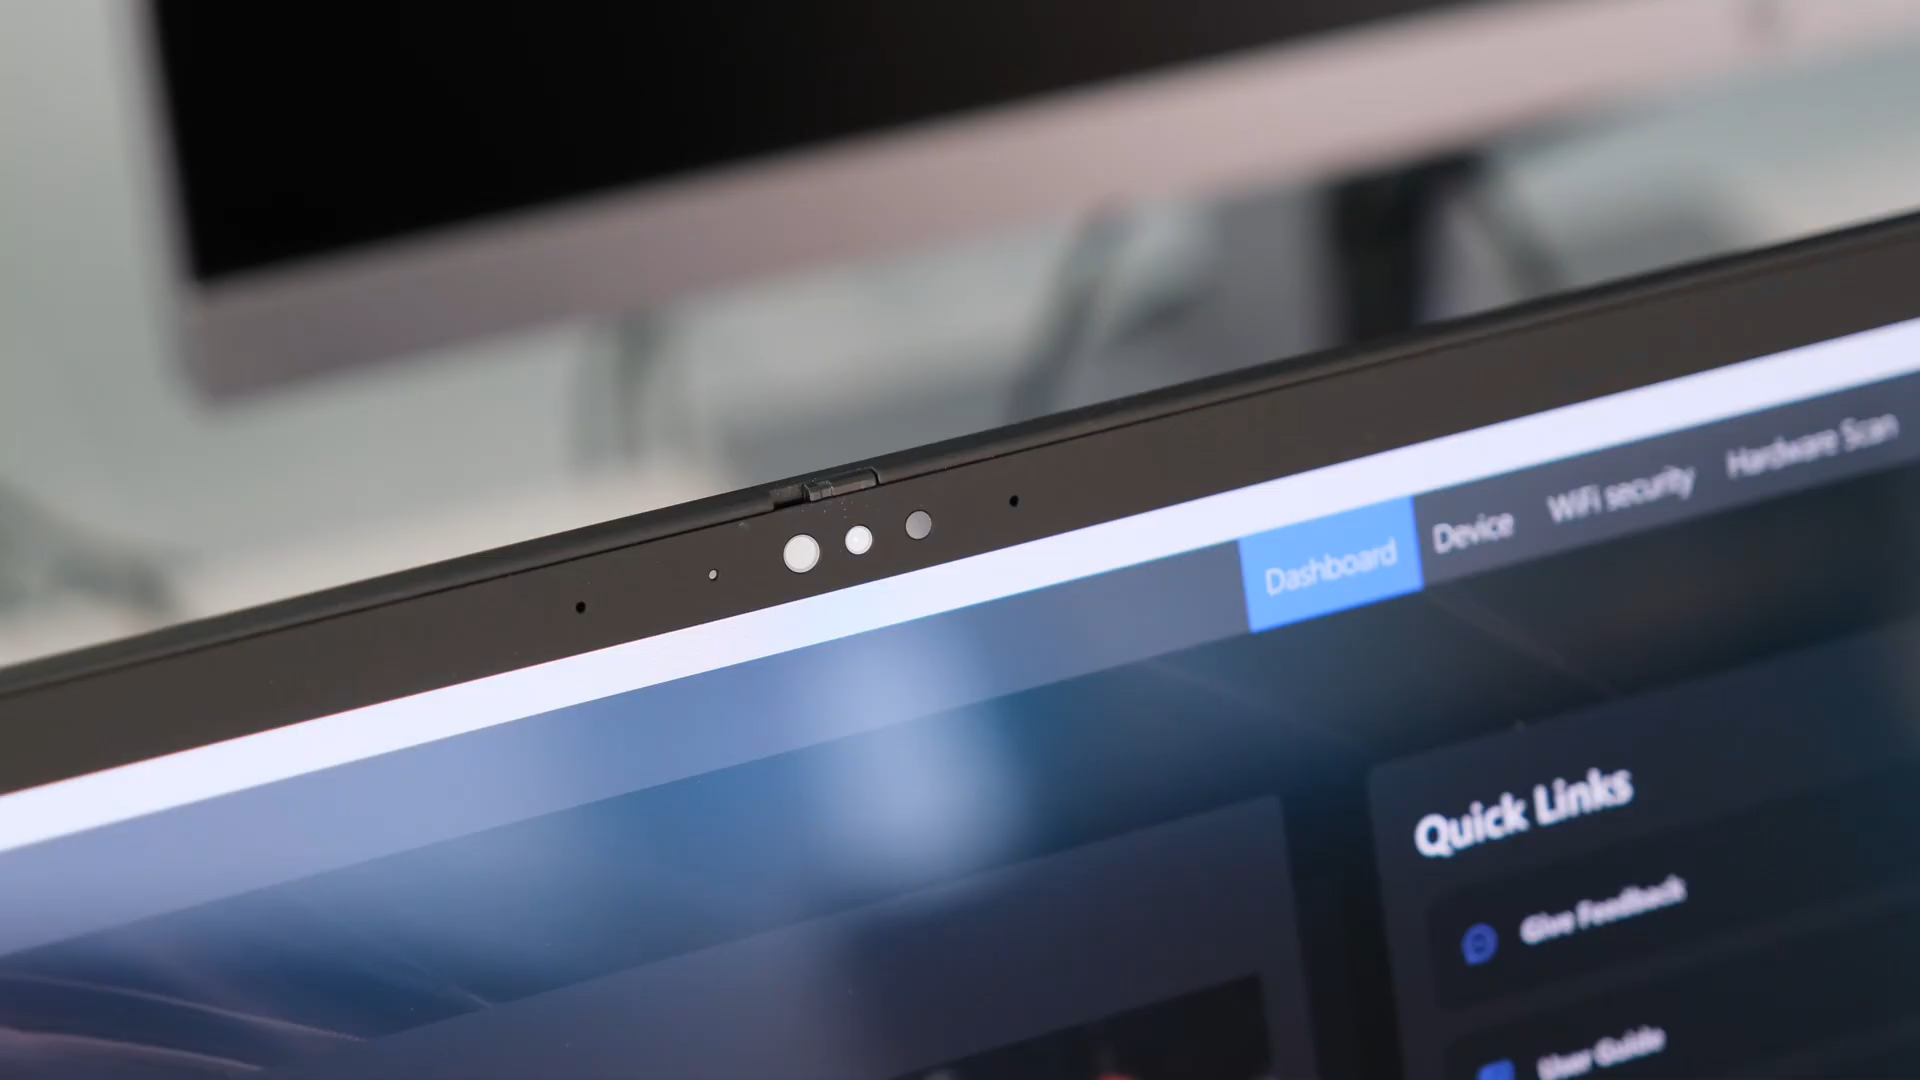 Dashboard Device WiFi security Hardware Scan
Quick Links
Give Feedback
User Guide